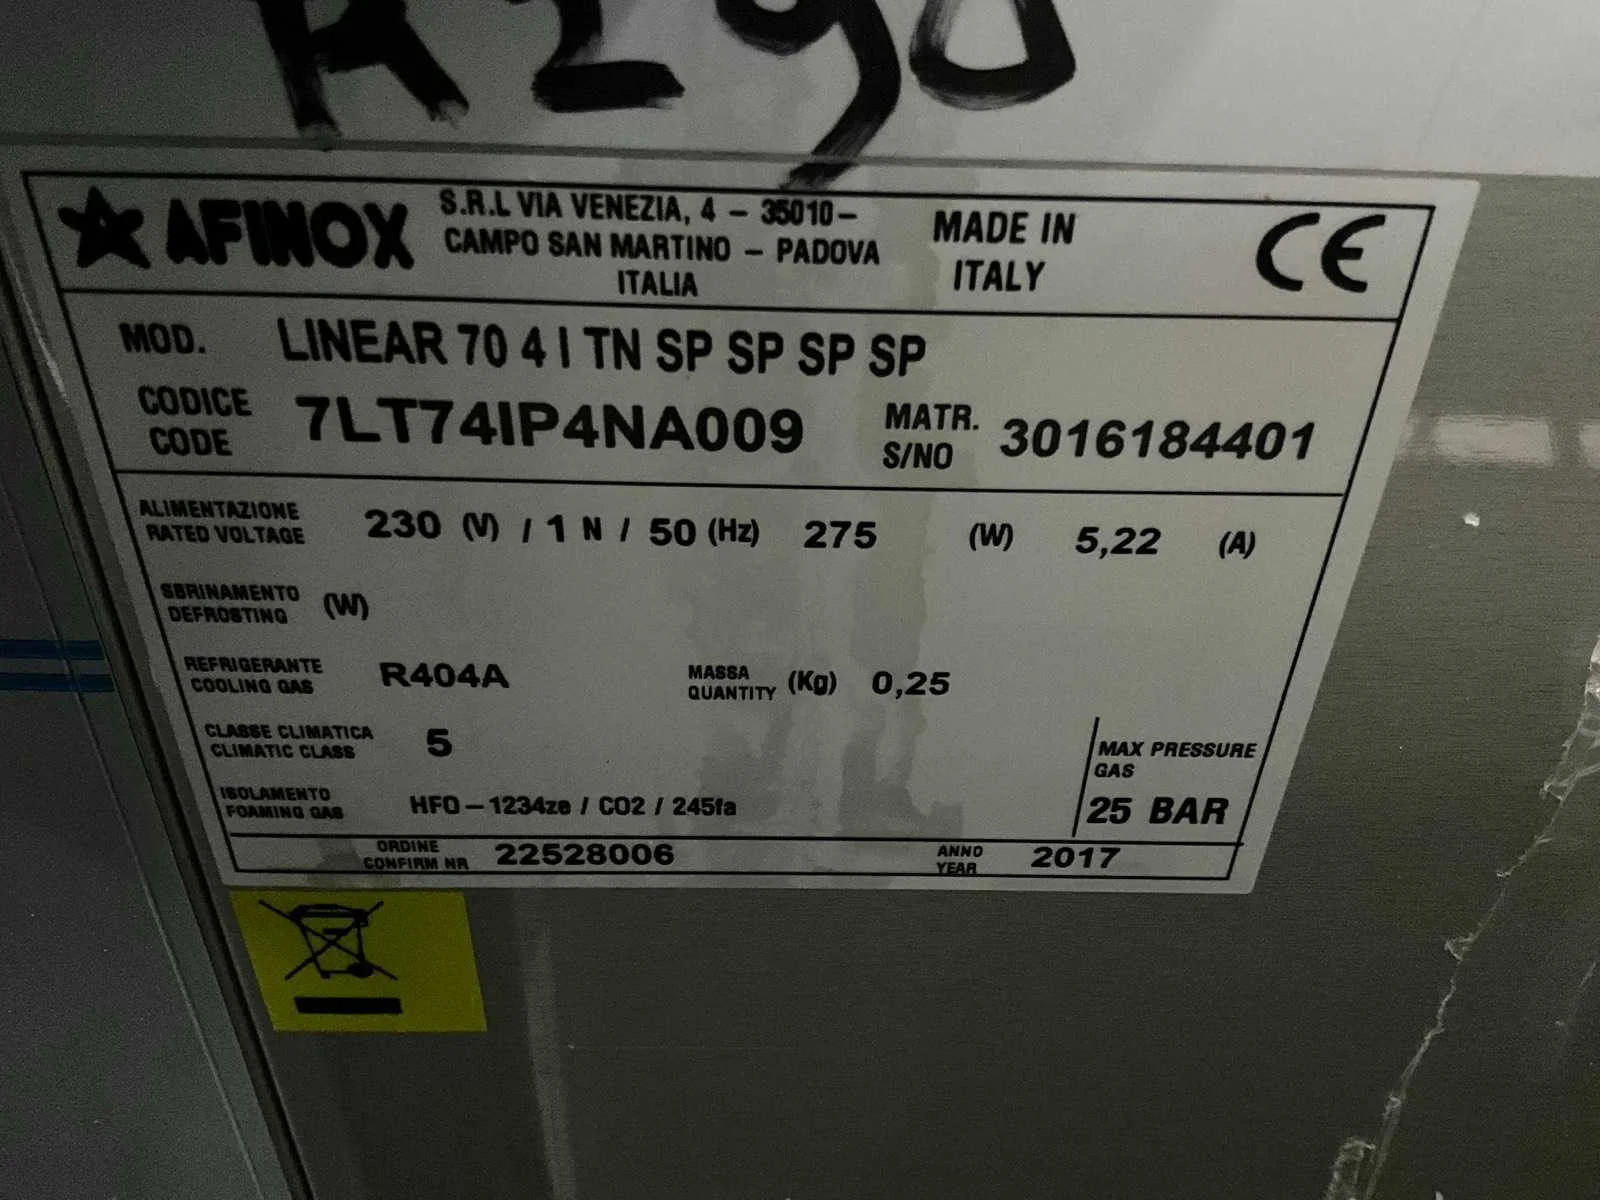 R290
AFINOX
S.R.L VIA VENEZIA, 4 – 35010–
CAMPO SAN MARTINO – PADOVA
ITALIA
MADE IN
ITALY
CE
MOD. LINEAR 70 4 I TN SP SP SP SP
CODICE
CODE
7LT74IP4NA009
MATR.
S/NO
3016184401
ALIMENTAZIONE
RATED VOLTAGE
230 (V) / 1 N / 50 (Hz) 275 (W) 5,22 (A)
SBRINAMENTO
DEFROSTING
(W)
REFRIGERANTE
COOLING GAS
R404A
MASSA
QUANTITY
(Kg) 0,25
CLASSE CLIMATICA
CLIMATIC CLASS
5
MAX PRESSURE
GAS
25 BAR
ISOLAMENTO
FOAMING GAS
HFO–1234ze / CO2 / 245fa
ORDINE
CONFIRM NR
22528006
ANNO
YEAR
2017